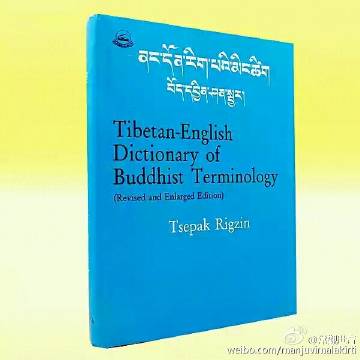 ནང་དོན་རིག་པའི་མིང་ཚིག
བོད་དབྱིན་ཤན་སྦྱར།
Tibetan-English
Dictionary of
Buddhist Terminology
(Revised and Enlarged Edition)
Tsepak Rigzin
weibo.com/manjuvimalakirti